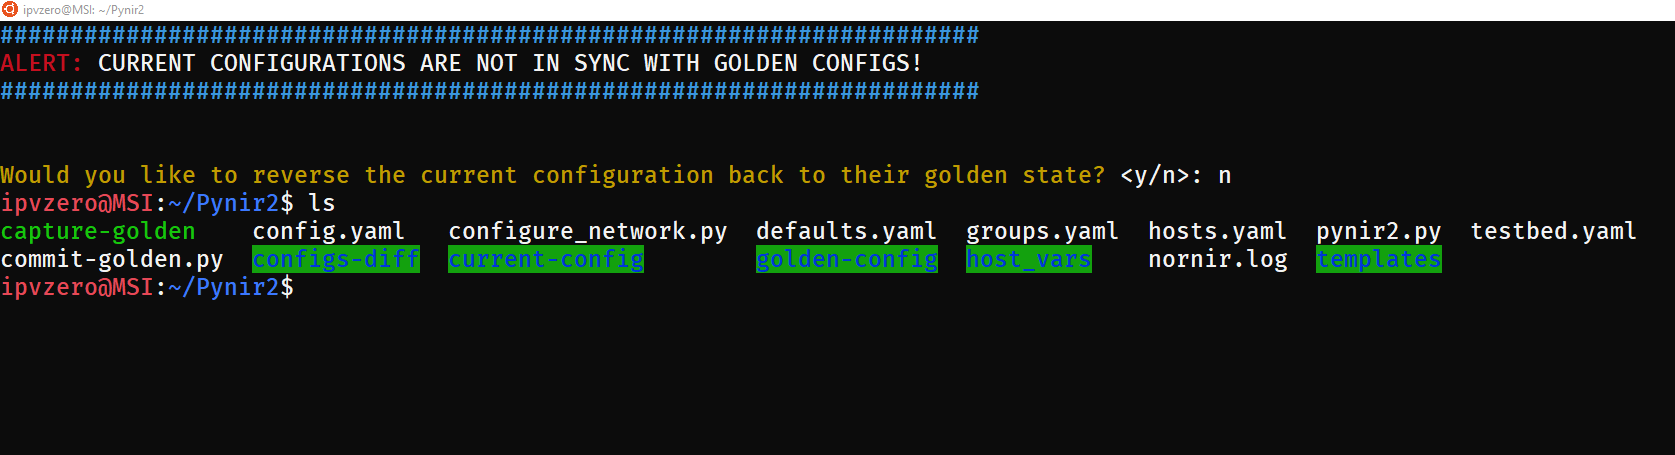 ipvzero@MSI: ~/Pynir2
######################################################################
ALERT: CURRENT CONFIGURATIONS ARE NOT IN SYNC WITH GOLDEN CONFIGS!
######################################################################
Would you like to reverse the current configuration back to their golden state? <y/n>: n
ipvzero@MSI:~/Pynir2$ ls
capture-golden    config.yaml   configure_network.py  defaults.yaml  groups.yaml  hosts.yaml  pynir2.py  testbed.yaml
commit-golden.py  configs-diff  current-config        golden-config  host_vars    nornir.log  templates
ipvzero@MSI:~/Pynir2$